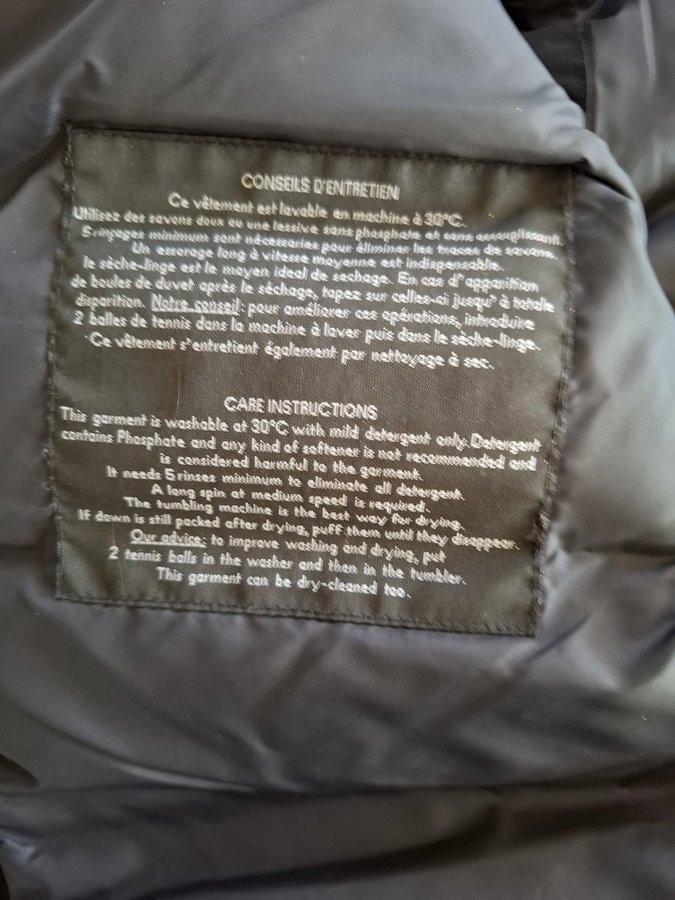 CONSEILS D'ENTRETIEN
Ce vêtement est lavable en machine à 30°C.
Utilisez des savons doux ou une lessive sans phosphate et sans assouplissant.
5 rinçages minimum sont nécessaries pour éliminer les traces de savons.
Un essorage long à vitesse moyenne est indispensable.
le sèche-linge est le moyen ideal de sechage. En cas d'apparition
de boules de duvet après le séchage, tapez sur celles-ci jusqu'à totale
disparition. Notre conseil: pour améliorer ces opérations, introduire
2 balles de tennis dans la machine à laver puis dans le sèche-linge.
Ce vêtement s'entretient également par nettoyage à sec.
CARE INSTRUCTIONS
This garment is washable at 30°C with mild detergent only. Detergent
contains Phosphate and any kind of softener is not recommended and
is considered harmful to the garment.
It needs 5 rinses minimum to eliminate all detergent.
A long spin at medium speed is required.
The tumbling machine is the best way for drying.
If down is still packed after drying, puff them until they disappear.
Our advice: to improve washing and drying, put
2 tennis balls in the washer and then in the tumbler.
This garment can be dry-cleaned too.